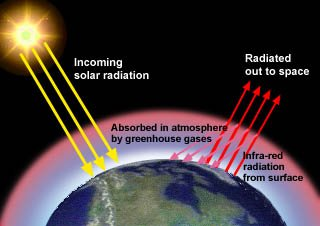 Incoming
solar radiation
Radiated
out to space
Absorbed in atmosphere
by greenhouse gases
Infra-red
radiation
from surface